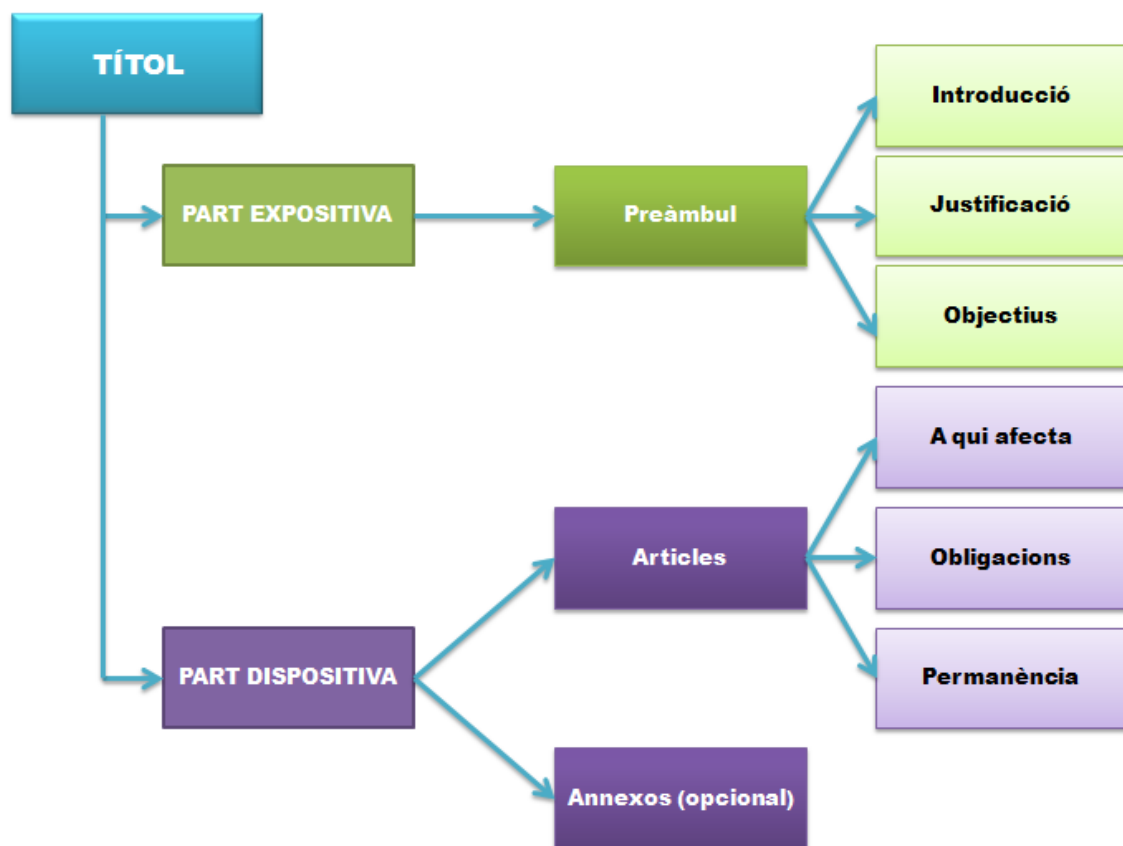 TÍTOL
PART EXPOSITIVA
Preàmbul
Introducció
Justificació
Objectius
PART DISPOSITIVA
Articles
A qui afecta
Obligacions
Permanència
Annexos (opcional)